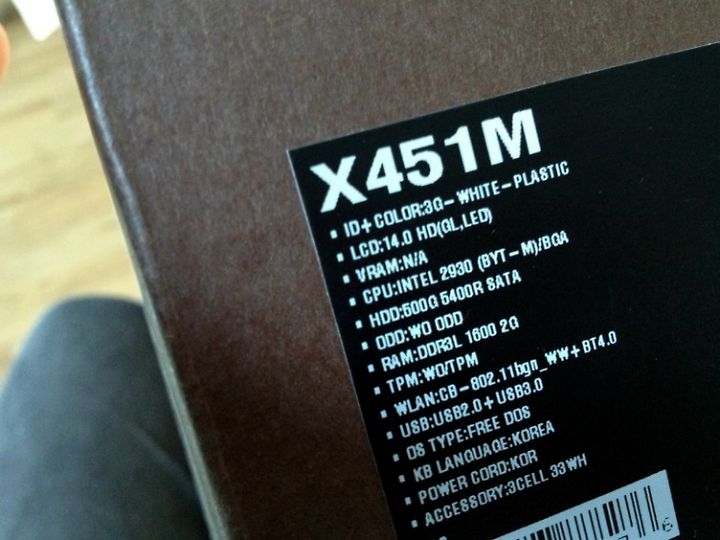 X451M
▪ ID+COLOR:3G-WHITE-PLASTIC
▪ LCD:14.0 HD(GL,LED)
▪ VRAM:N/A
▪ CPU:INTEL 2930 (BYT-M)/BGA
▪ HDD:500G 5400R SATA
▪ ODD:WO ODD
▪ RAM:DDR3L 1600 2G
▪ TPM:WO/TPM
▪ WLAN:CB-802.11bgn_WW+BT4.0
▪ USB:USB2.0+USB3.0
▪ OS TYPE:FREE DOS
▪ KB LANGUAGE:KOREA
▪ POWER CORD:KOR
▪ ACCESSORY:3CELL 33WH